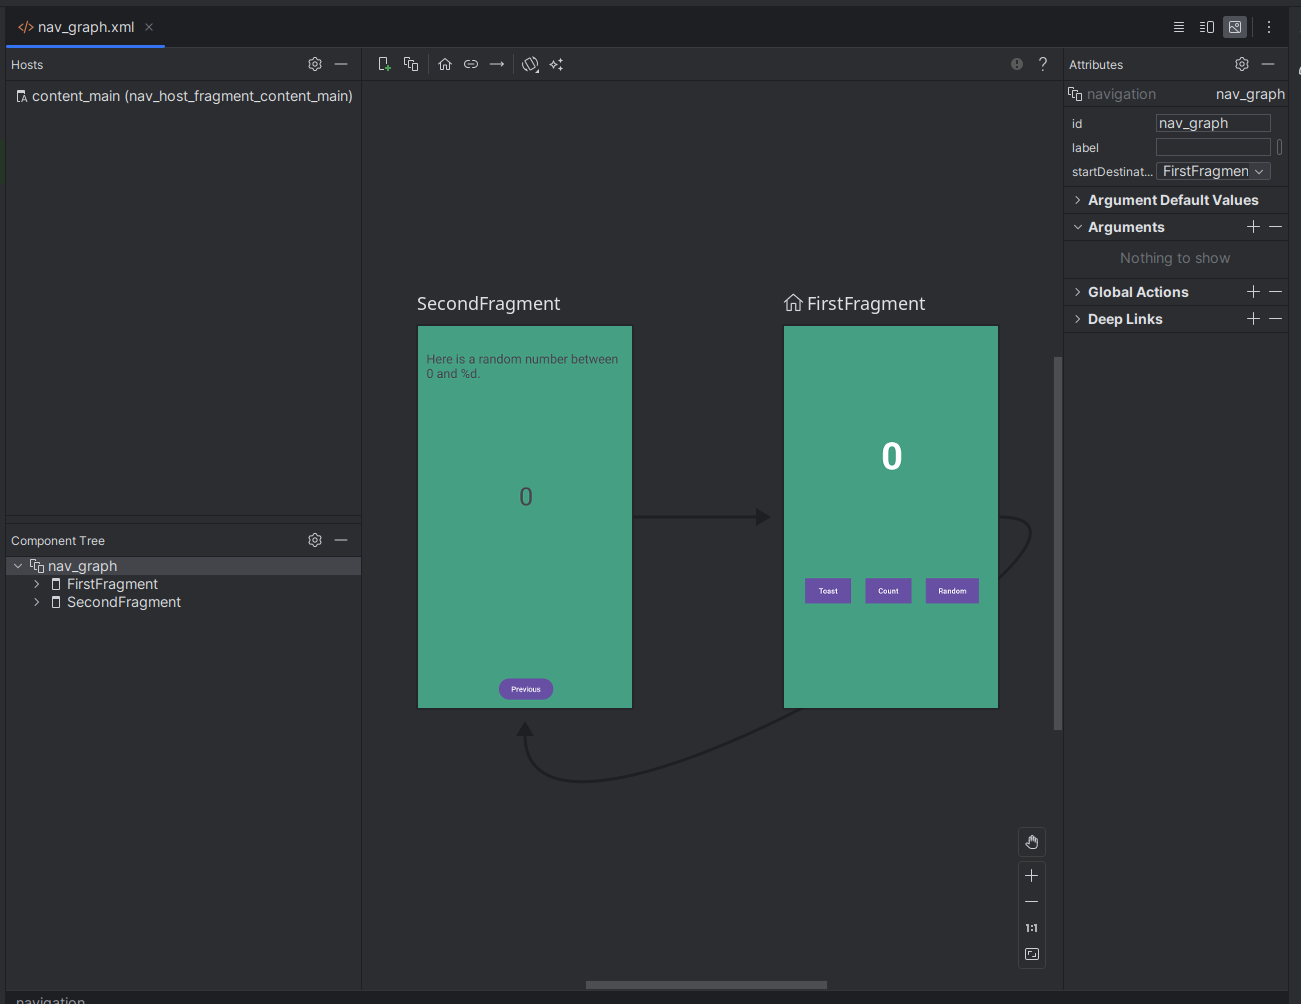 nav_graph.xml
Hosts
content_main (nav_host_fragment_content_main)
Component Tree
nav_graph
FirstFragment
SecondFragment
SecondFragment
Here is a random number between
0 and %d.
0
Previous
FirstFragment
0
Toast Count Random
1:1
Attributes
navigation nav_graph
id nav_graph
label
startDestinat... FirstFragmen
Argument Default Values
Arguments
Nothing to show
Global Actions
Deep Links
navigation